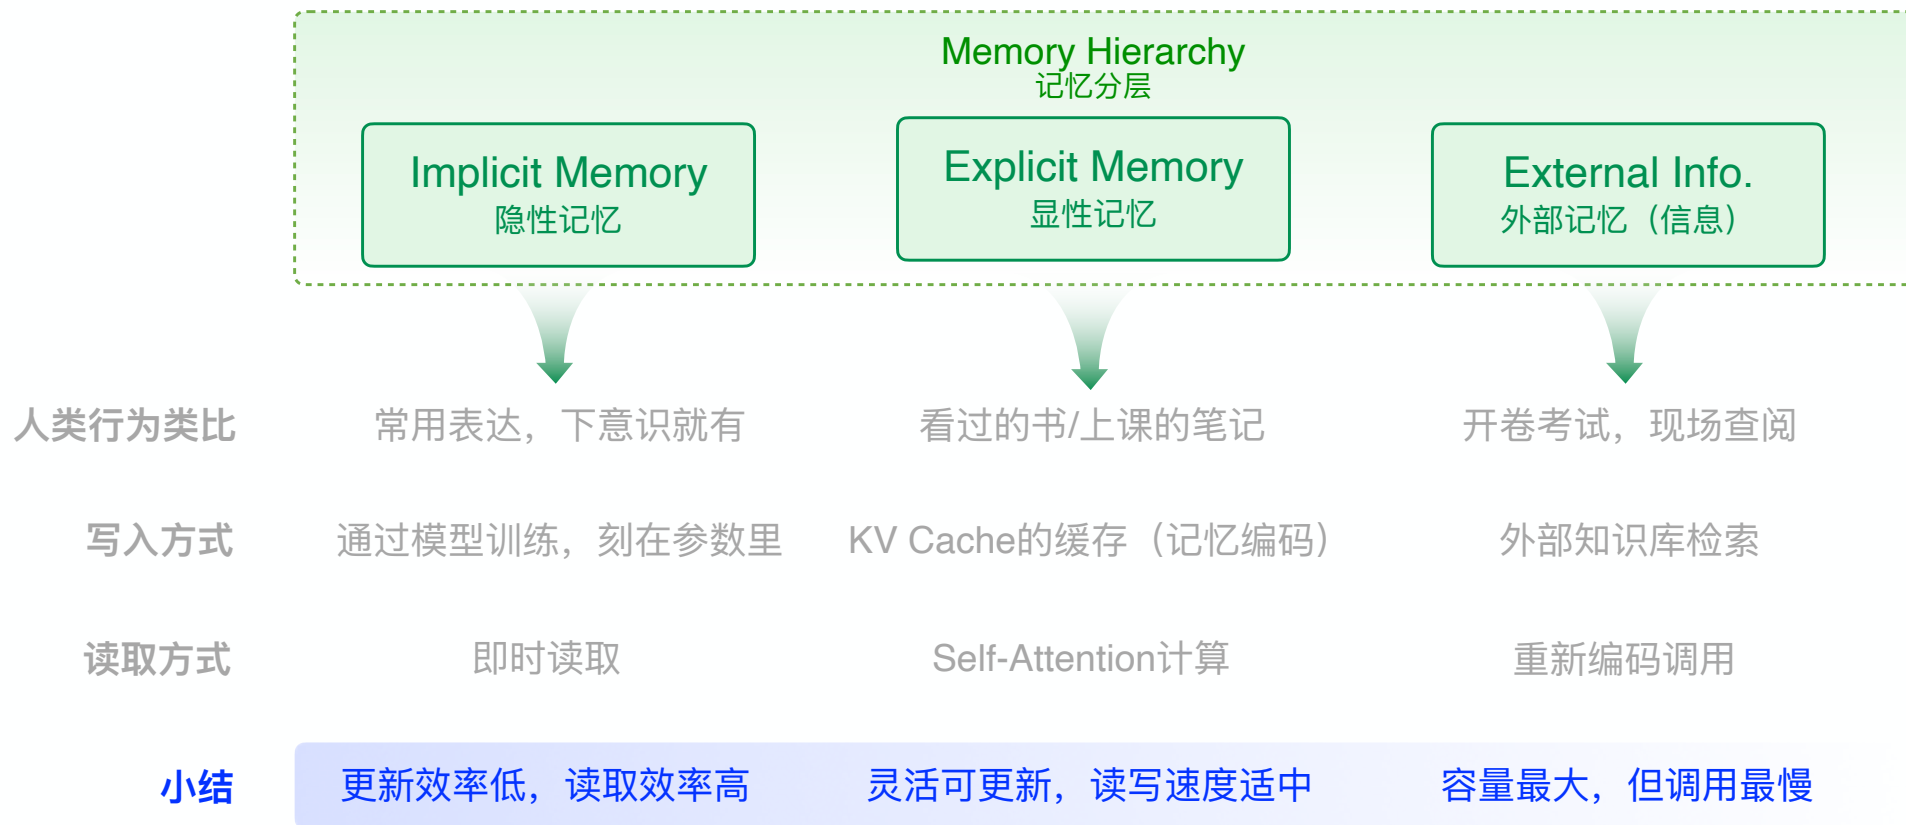 Memory Hierarchy
记忆分层
Implicit Memory
隐性记忆
Explicit Memory
显性记忆
External Info.
外部记忆（信息）
人类行为类比
常用表达，下意识就有
看过的书/上课的笔记
开卷考试，现场查阅
写入方式
通过模型训练，刻在参数里
KV Cache的缓存（记忆编码）
外部知识库检索
读取方式
即时读取
Self-Attention计算
重新编码调用
小结
更新效率低，读取效率高
灵活可更新，读写速度适中
容量最大，但调用最慢